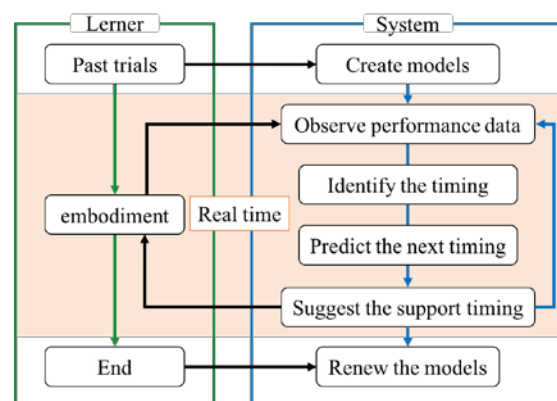 Lerner
System
Past trials
Create models
Observe performance data
Identify the timing
embodiment
Real time
Predict the next timing
Suggest the support timing
End
Renew the models